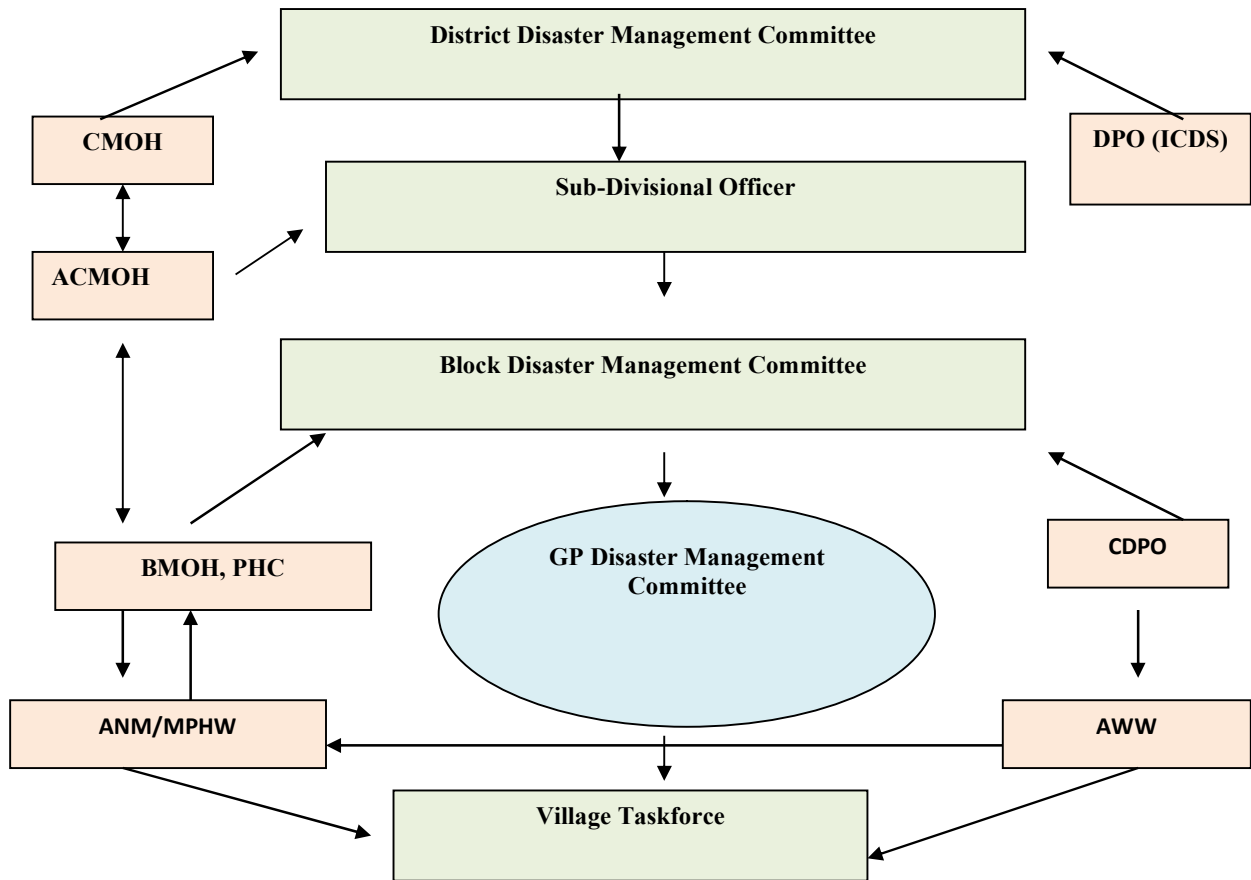 District Disaster Management Committee
CMOH
DPO (ICDS)
Sub-Divisional Officer
ACMOH
Block Disaster Management Committee
BMOH, PHC
GP Disaster Management
Committee
CDPO
ANM/MPHW
AWW
Village Taskforce